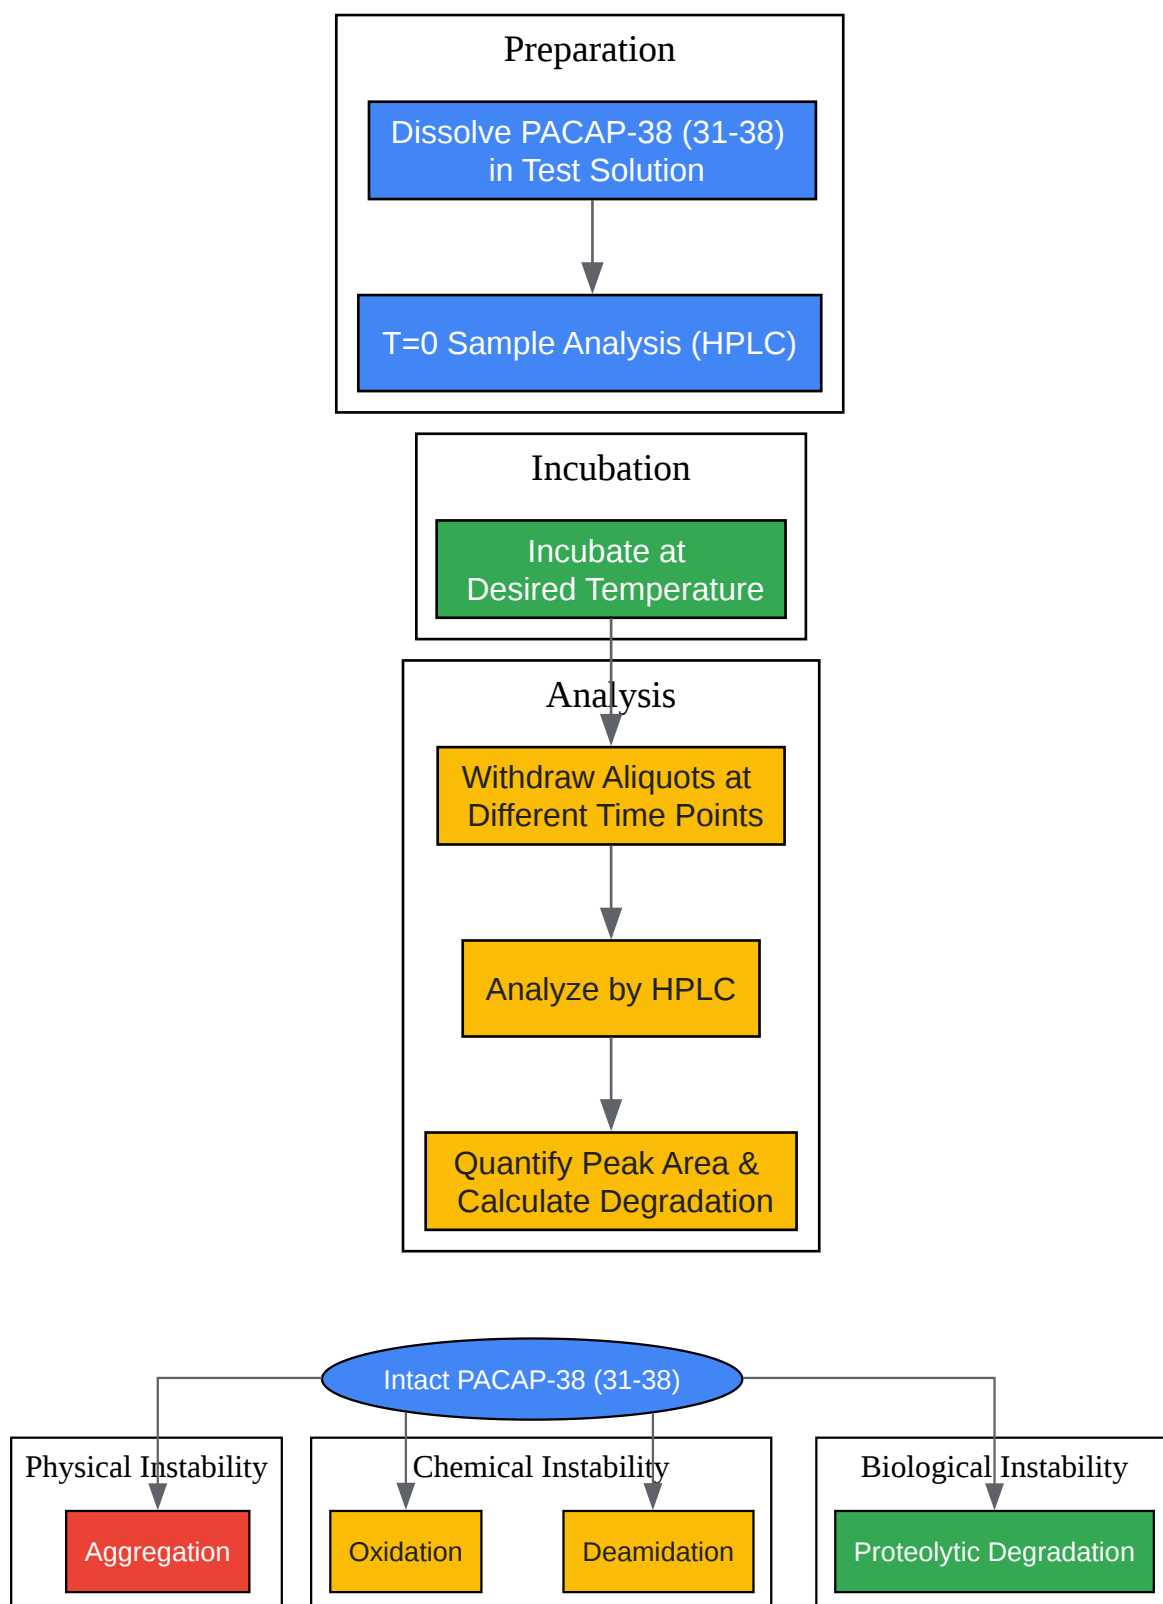 Preparation
Dissolve PACAP-38 (31-38)
in Test Solution
T=0 Sample Analysis (HPLC)
Incubation
Incubate at
Desired Temperature
Analysis
Withdraw Aliquots at
Different Time Points
Analyze by HPLC
Quantify Peak Area &
Calculate Degradation
Intact PACAP-38 (31-38)
Physical Instability
Chemical Instability
Biological Instability
Aggregation
Oxidation
Deamidation
Proteolytic Degradation